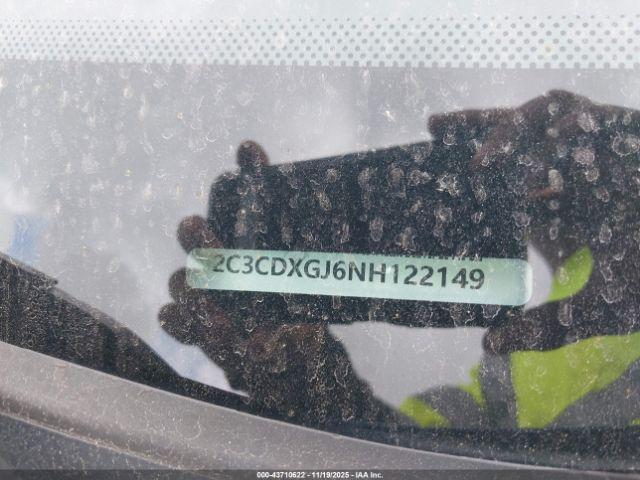 2C3CDXGJ6NH122149
000-43710622 - 11/19/2025 - IAA Inc.